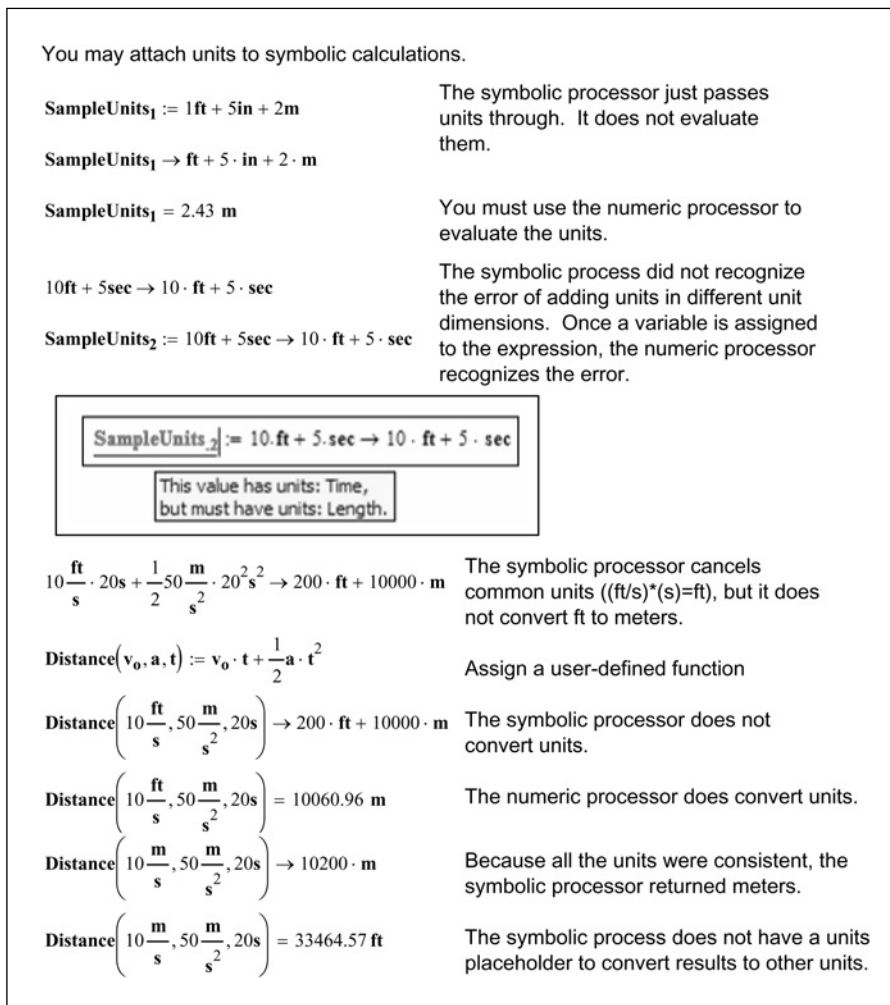 You may attach units to symbolic calculations.
SampleUnits₁ := 1ft + 5in + 2m
The symbolic processor just passes
units through. It does not evaluate
them.
SampleUnits₁ → ft + 5 · in + 2 · m
SampleUnits₁ = 2.43 m
You must use the numeric processor to
evaluate the units.
10ft + 5sec → 10 · ft + 5 · sec
The symbolic process did not recognize
the error of adding units in different unit
dimensions. Once a variable is assigned
to the expression, the numeric processor
recognizes the error.
SampleUnits₂ := 10ft + 5sec → 10 · ft + 5 · sec
SampleUnits₂ := 10.ft + 5.sec → 10 · ft + 5 · sec
This value has units: Time,
but must have units: Length.
10 ft/s · 20s + 1/2 50 m/s² · 20²s² → 200 · ft + 10000 · m
The symbolic processor cancels
common units ((ft/s)*(s)=ft), but it does
not convert ft to meters.
Distance(v₀, a, t) := v₀ · t + 1/2 a · t²
Assign a user-defined function
Distance(10 ft/s, 50 m/s², 20s) → 200 · ft + 10000 · m
The symbolic processor does not
convert units.
Distance(10 ft/s, 50 m/s², 20s) = 10060.96 m
The numeric processor does convert units.
Distance(10 m/s, 50 m/s², 20s) → 10200 · m
Because all the units were consistent, the
symbolic processor returned meters.
Distance(10 m/s, 50 m/s², 20s) = 33464.57 ft
The symbolic process does not have a units
placeholder to convert results to other units.